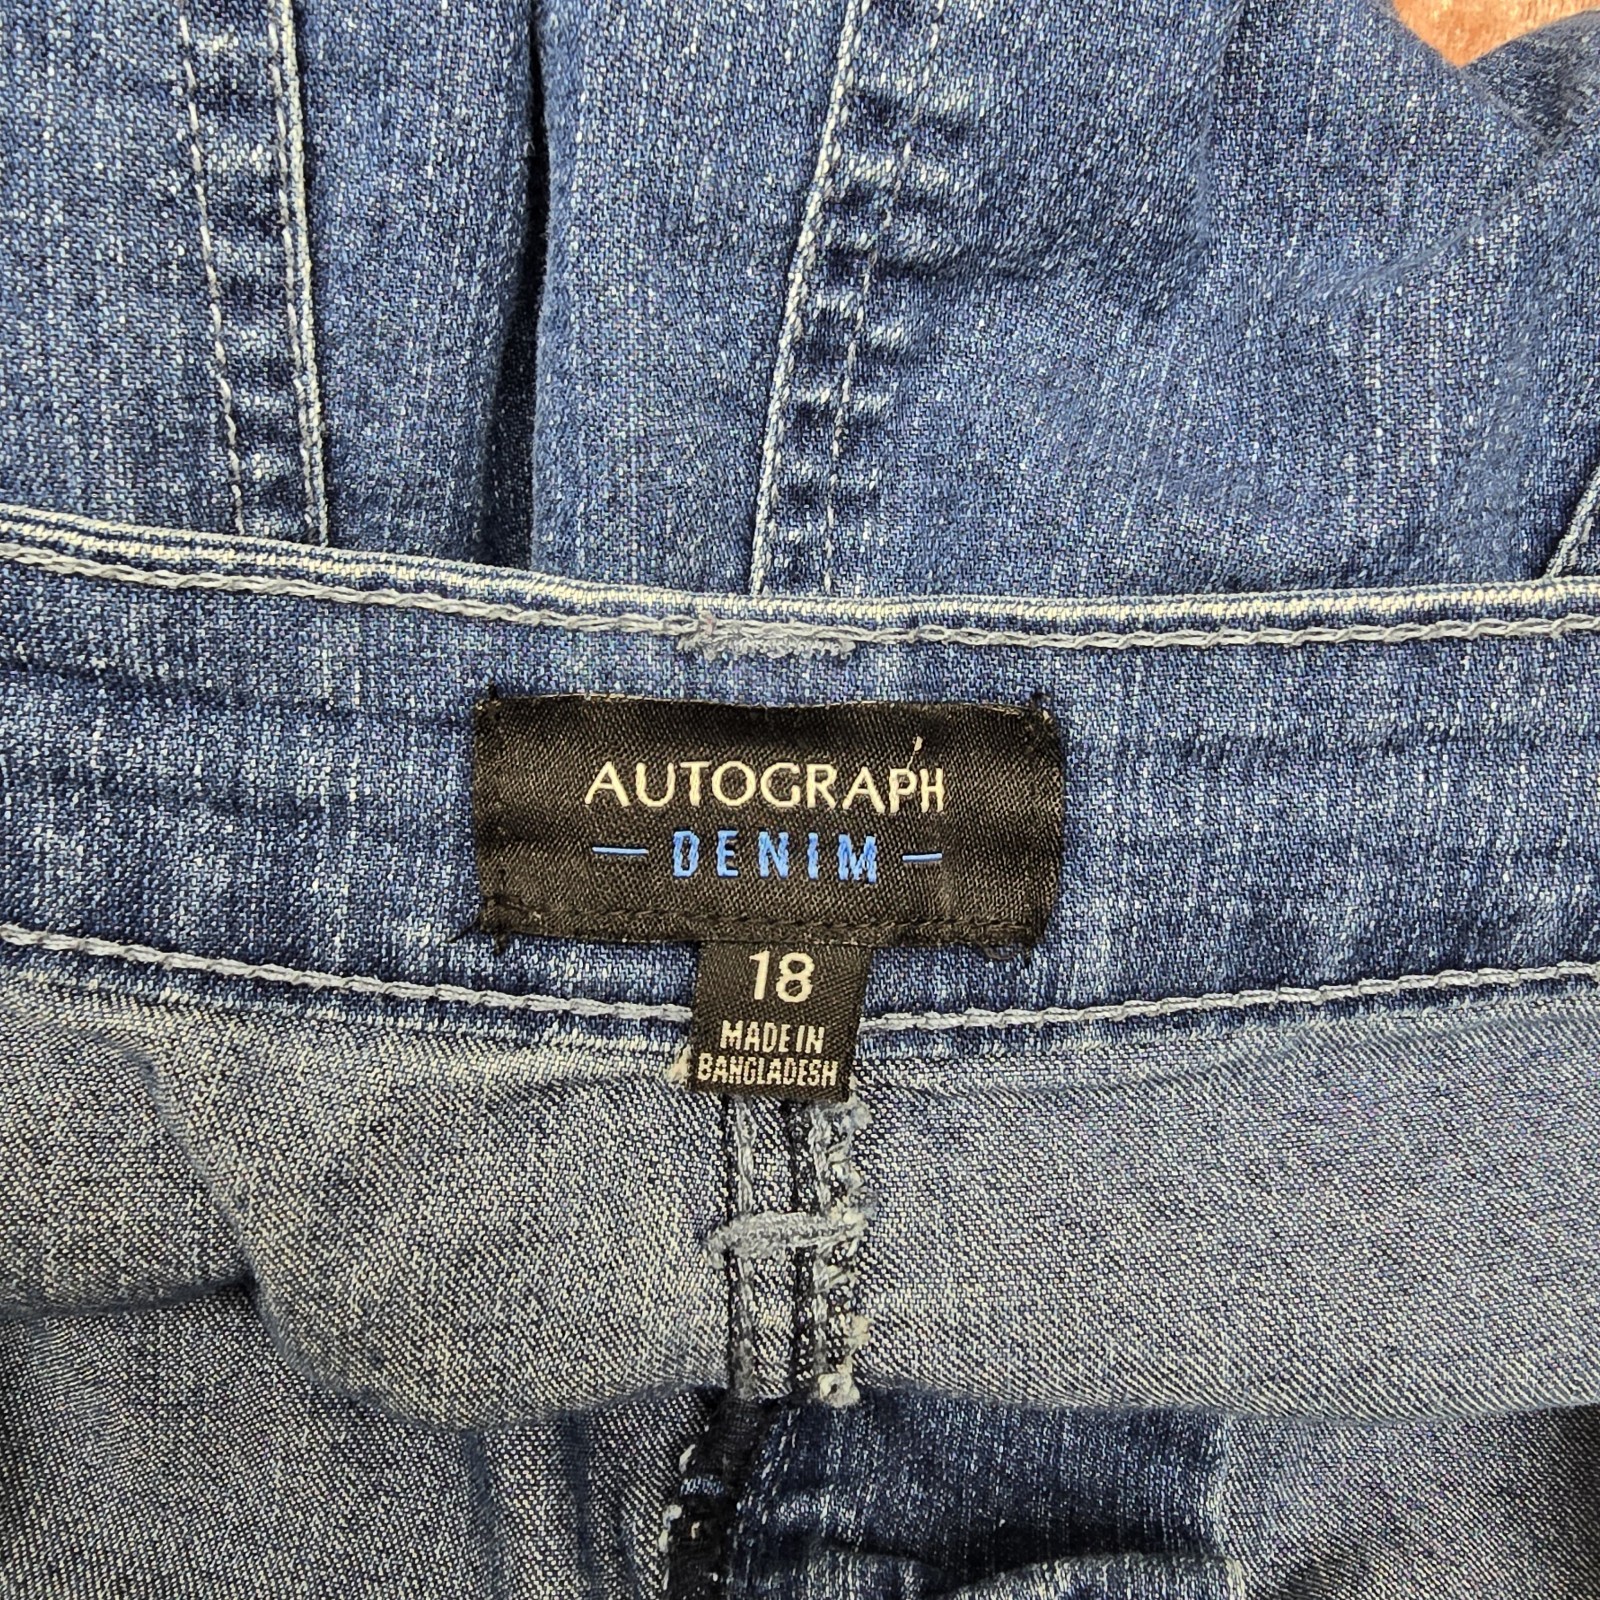 AUTOGRAPH
— DENIM —
18
MADE IN
BANGLADESH